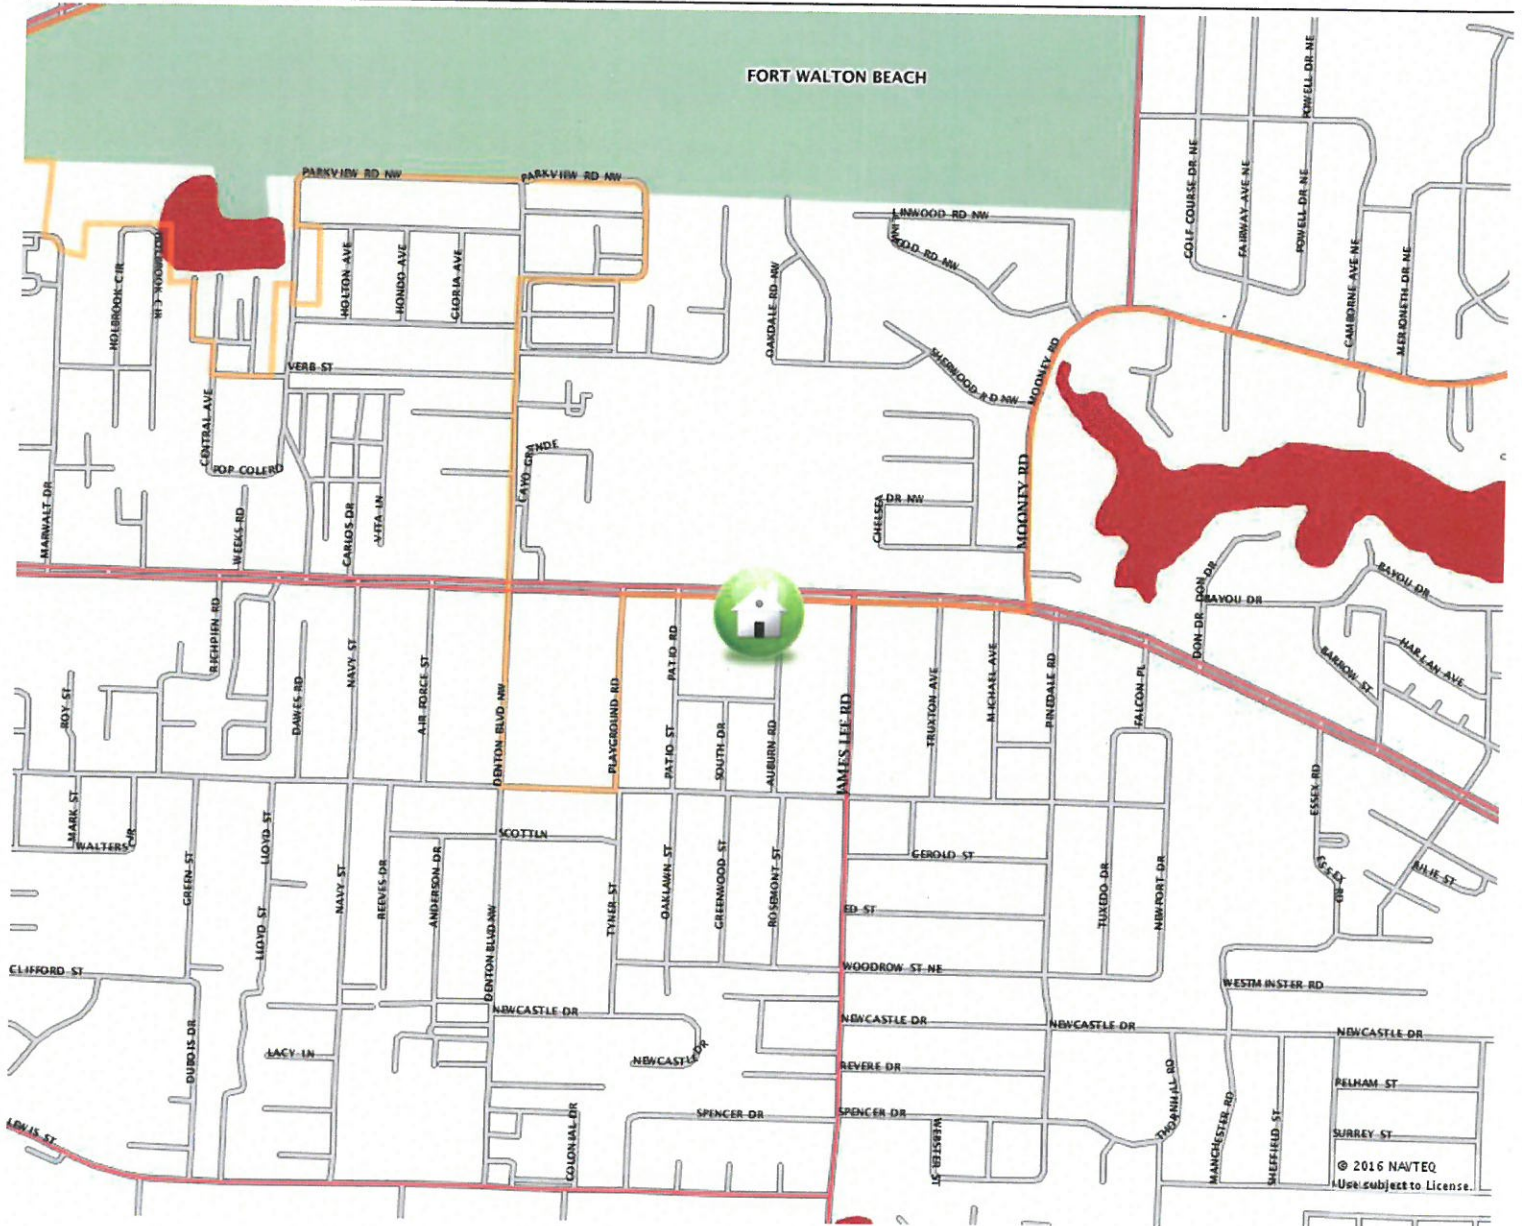 FORT WALTON BEACH
POWELL DR NE
PARKVIEW RD NW
PARKVIEW RD NW
GOLF COURSE DR NE
FAIRWAY AVE NE
POWELL DR NE
LINWOOD RD NW
HOLBROOK CIR
HOLTON AVE
HONDO AVE
GLORIA AVE
OAKDALE RD NW
CAMBORNE AVE NE
MERIONETH DR NE
VERB ST
SHERWOOD RD NW
MOONEY RD
CENTRAL AVE
POP COLE RD
CAYO GRANDE
MARWALT DR
WEEKS RD
CARLOS DR
VITA LN
CHELSEA DR NW
MOONEY RD
DON DR
BAYOU DR
BAYOU DR
RICHPIEN RD
NAVY ST
PATIO RD
DON DR
BARROW ST
HARLAN AVE
ROY ST
DAWES RD
AIR FORCE ST
DENTON BLVD NW
PLAYGROUND RD
PATIO ST
SOUTH DR
AUBURN RD
JAMES LEE RD
TRUXTON AVE
MICHAEL AVE
PINEDALE RD
FALCON PL
ESSEX RD
MARK ST
WALTERS CIR
SCOTT LN
GREEN ST
LLOYD ST
NAVY ST
REEVES DR
ANDERSON DR
TYNER ST
OAKLAWN ST
GREENWOOD ST
ROSEMONT ST
GEROLD ST
TUXEDO DR
NEWPORT DR
ESSEX RD
AILIE ST
ED ST
LLOYD ST
DENTON BLVD NW
CLIFFORD ST
WOODROW ST NE
WESTMINSTER RD
NEWCASTLE DR
NEWCASTLE DR
NEWCASTLE DR
NEWCASTLE DR
DUBOIS DR
LACY LN
NEWCASTLE DR
REVERE DR
THORNHILL RD
PELHAM ST
LEWIS ST
COLONIAL DR
SPENCER DR
SPENCER DR
WEBSTER ST
MANCHESTER RD
SHEFFIELD ST
SURREY ST
© 2016 NAVTEQ
Use subject to License.